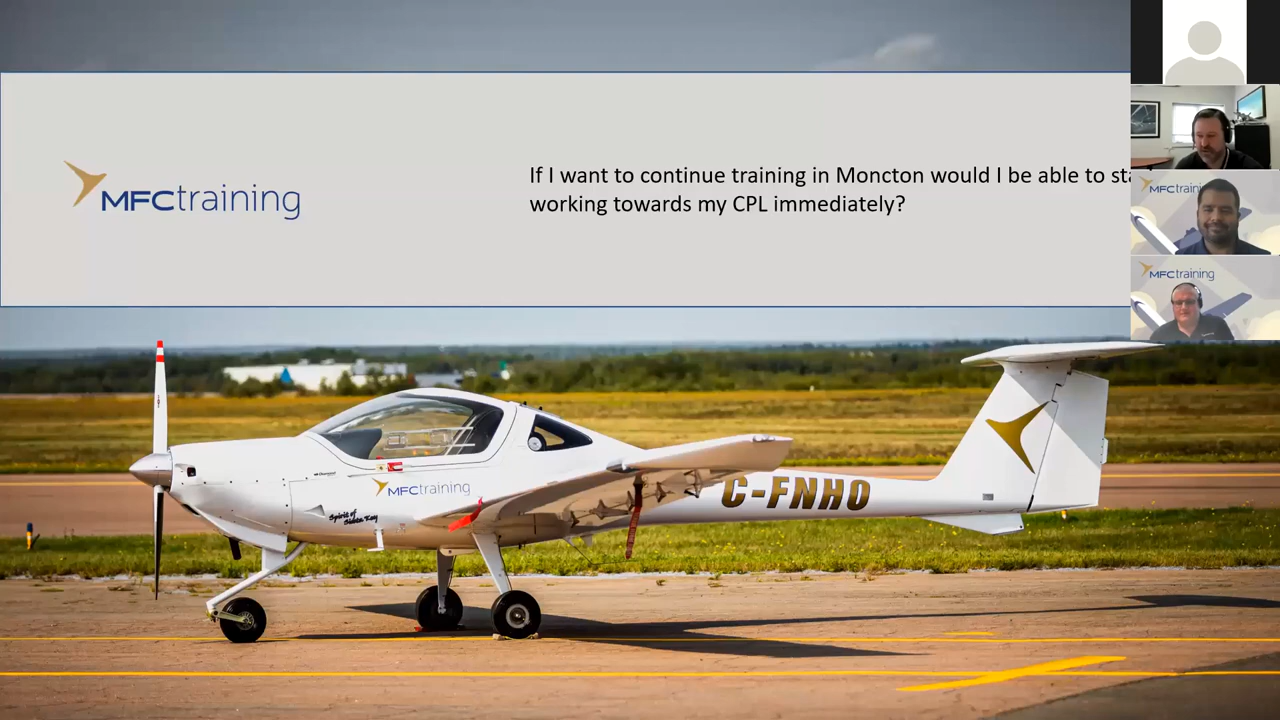 If I want to continue training in Moncton would I be able to
working towards my CPL immediately?
MFCtraining
MFCtraining
MFCtraining
MFCtraining
Spirit of
C-FNHO